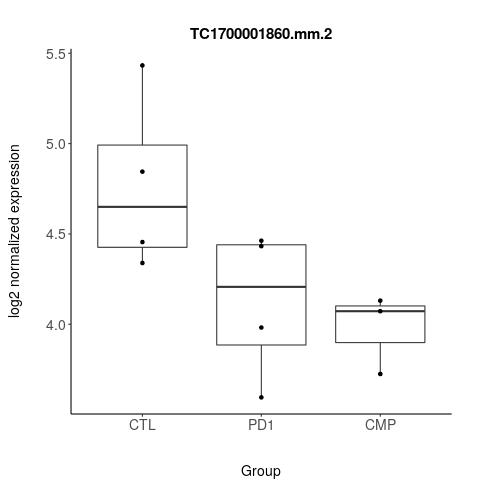 TC1700001860.mm.2
log2 normalized expression
5.5
5.0
4.5
4.0
CTL
PD1
CMP
Group